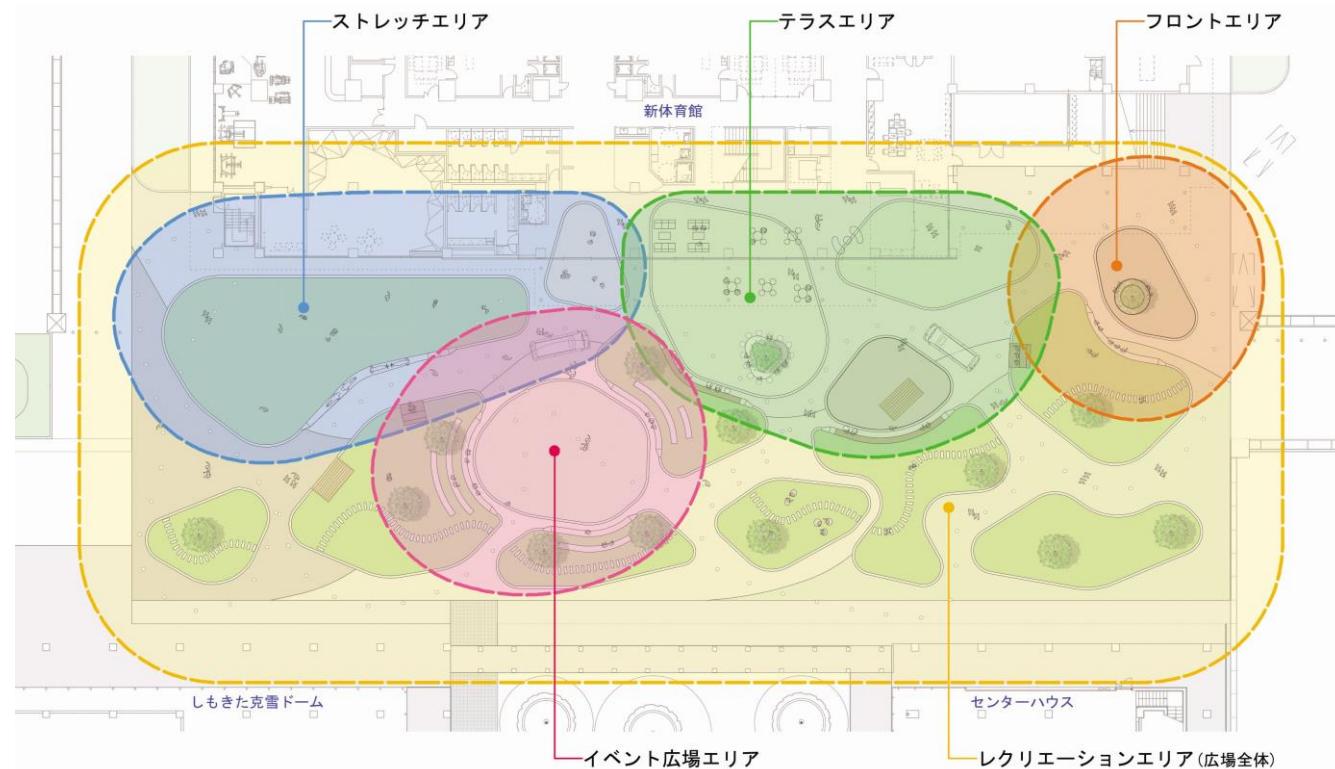 ストレッチエリア
テラスエリア
フロントエリア
新体育館
しもきた克雪ドーム
センターハウス
イベント広場エリア
レクリエーションエリア(広場全体)